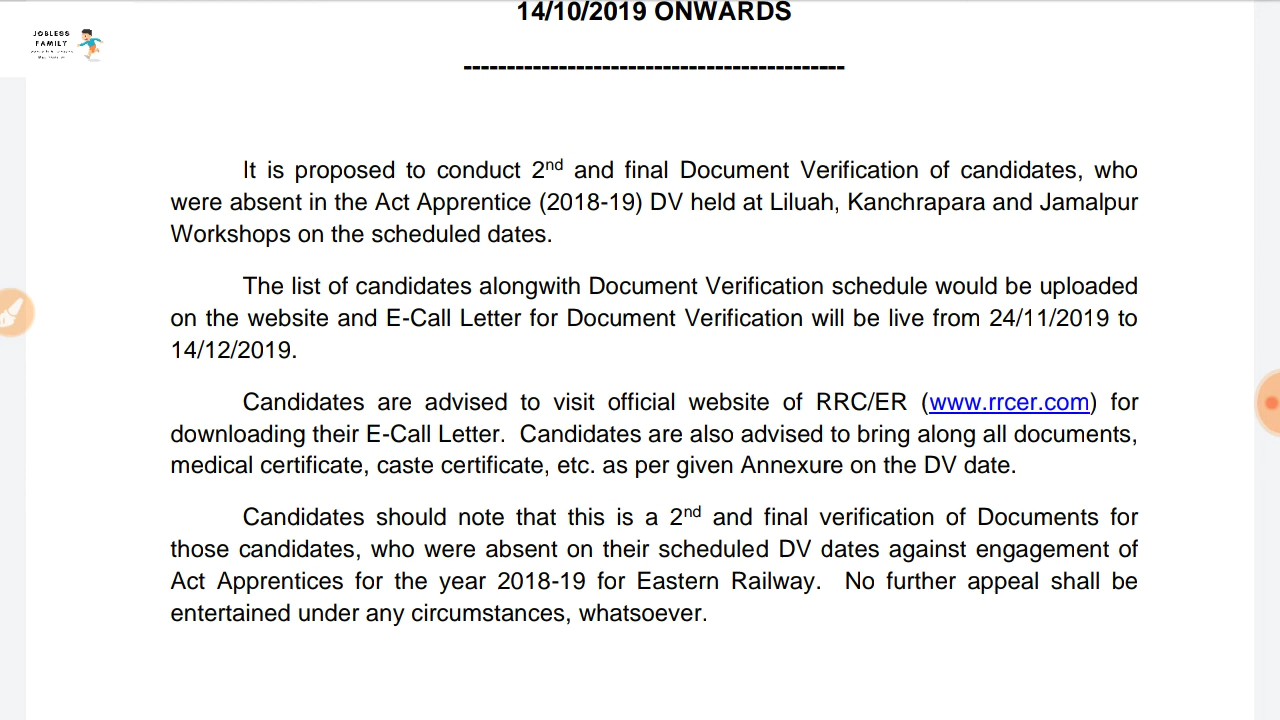 14/10/2019 ONWARDS
JOBLESS
FAMILY
--------------------------------------------
It is proposed to conduct 2nd and final Document Verification of candidates, who
were absent in the Act Apprentice (2018-19) DV held at Liluah, Kanchrapara and Jamalpur
Workshops on the scheduled dates.
The list of candidates alongwith Document Verification schedule would be uploaded
on the website and E-Call Letter for Document Verification will be live from 24/11/2019 to
14/12/2019.
Candidates are advised to visit official website of RRC/ER (www.rrcer.com) for
downloading their E-Call Letter.  Candidates are also advised to bring along all documents,
medical certificate, caste certificate, etc. as per given Annexure on the DV date.
Candidates should note that this is a 2nd and final verification of Documents for
those candidates, who were absent on their scheduled DV dates against engagement of
Act Apprentices for the year 2018-19 for Eastern Railway.  No further appeal shall be
entertained under any circumstances, whatsoever.